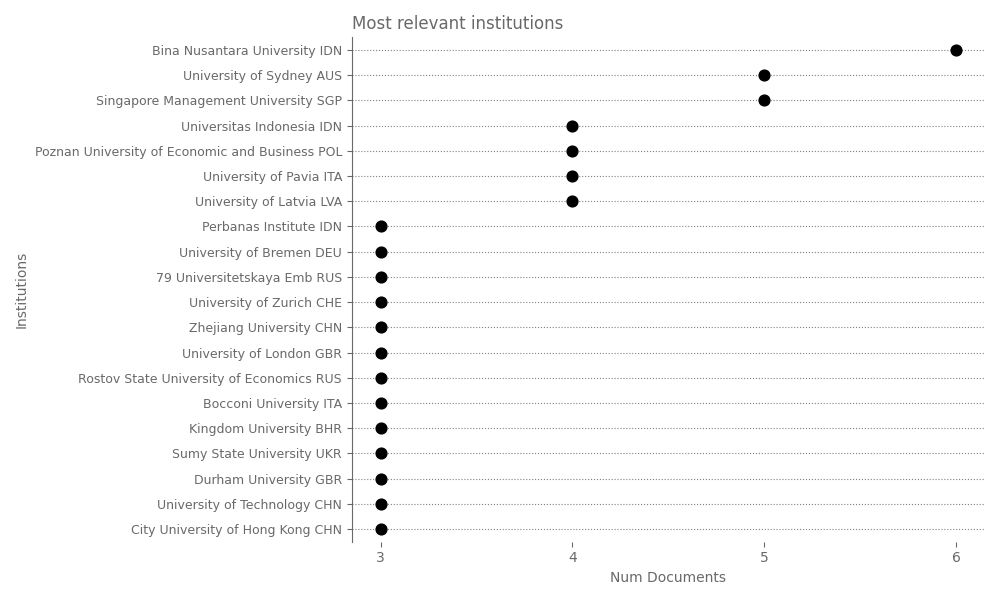 Most relevant institutions
Bina Nusantara University IDN
University of Sydney AUS
Singapore Management University SGP
Universitas Indonesia IDN
Poznan University of Economic and Business POL
University of Pavia ITA
University of Latvia LVA
Perbanas Institute IDN
University of Bremen DEU
79 Universitetskaya Emb RUS
University of Zurich CHE
Zhejiang University CHN
University of London GBR
Rostov State University of Economics RUS
Bocconi University ITA
Kingdom University BHR
Sumy State University UKR
Durham University GBR
University of Technology CHN
City University of Hong Kong CHN
Institutions
3 4 5 6
Num Documents